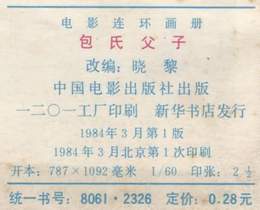 电影连环画册
包氏父子
改编：晓黎
中国电影出版社出版
一二〇一工厂印刷 新华书店发行
1984年3月第1版
1984年3月北京第1次印刷
开本：787×1092毫米 1/60 印张：2½
统一书号：8061·2326 定价：0.28元